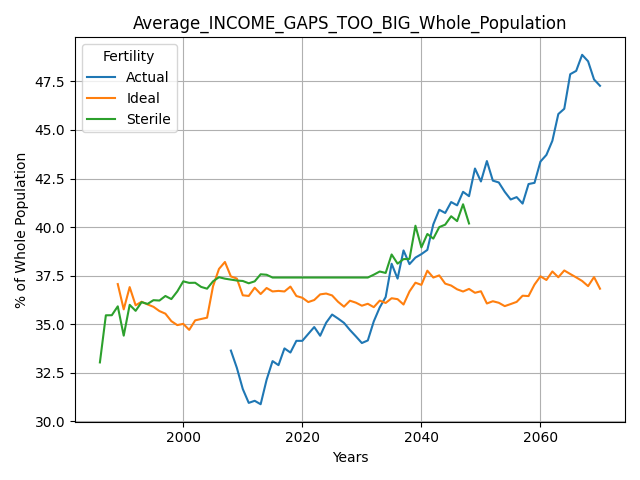 Average_INCOME_GAPS_TOO_BIG_Whole_Population
Fertility
Actual
Ideal
Sterile
% of Whole Population
47.5
45.0
42.5
40.0
37.5
35.0
32.5
30.0
2000
2020
2040
2060
Years